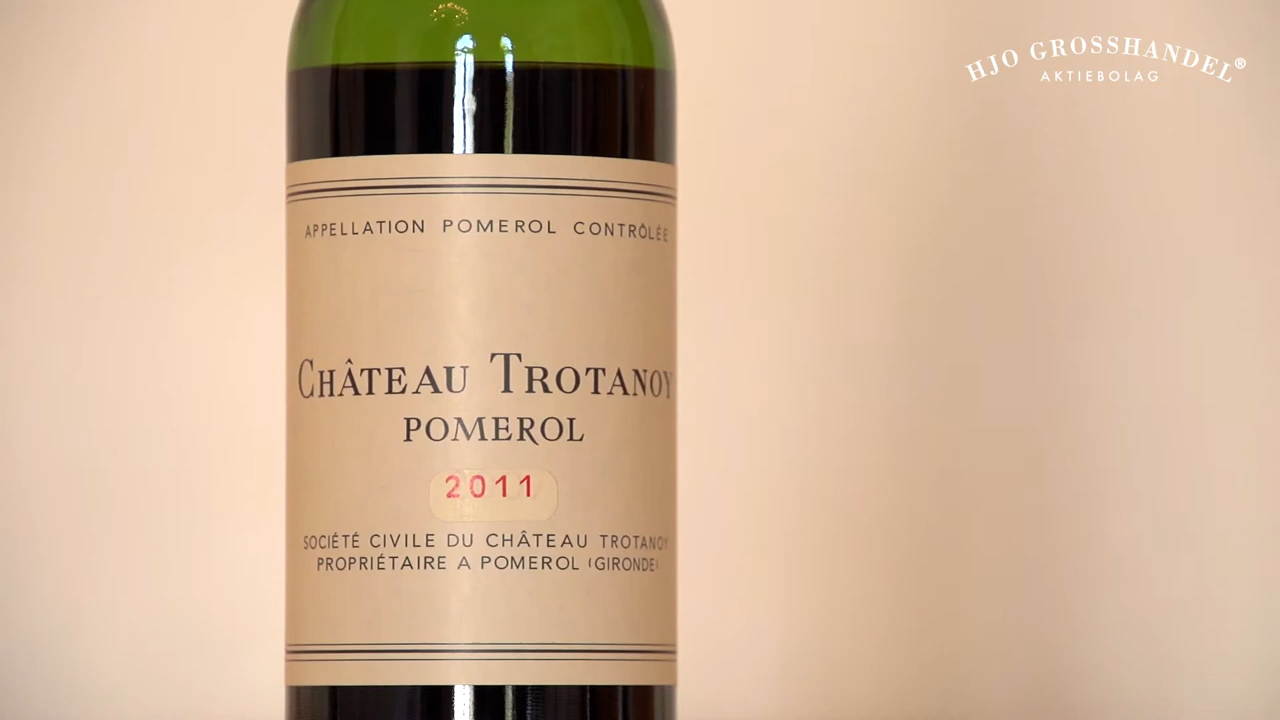 HJO GROSSHANDEL®
AKTIEBOLAG
APPELLATION POMEROL CONTRÔLÉE
CHÂTEAU TROTANOY
POMEROL
2011
SOCIÉTÉ CIVILE DU CHÂTEAU TROTANOY
PROPRIÉTAIRE A POMEROL (GIRONDE)